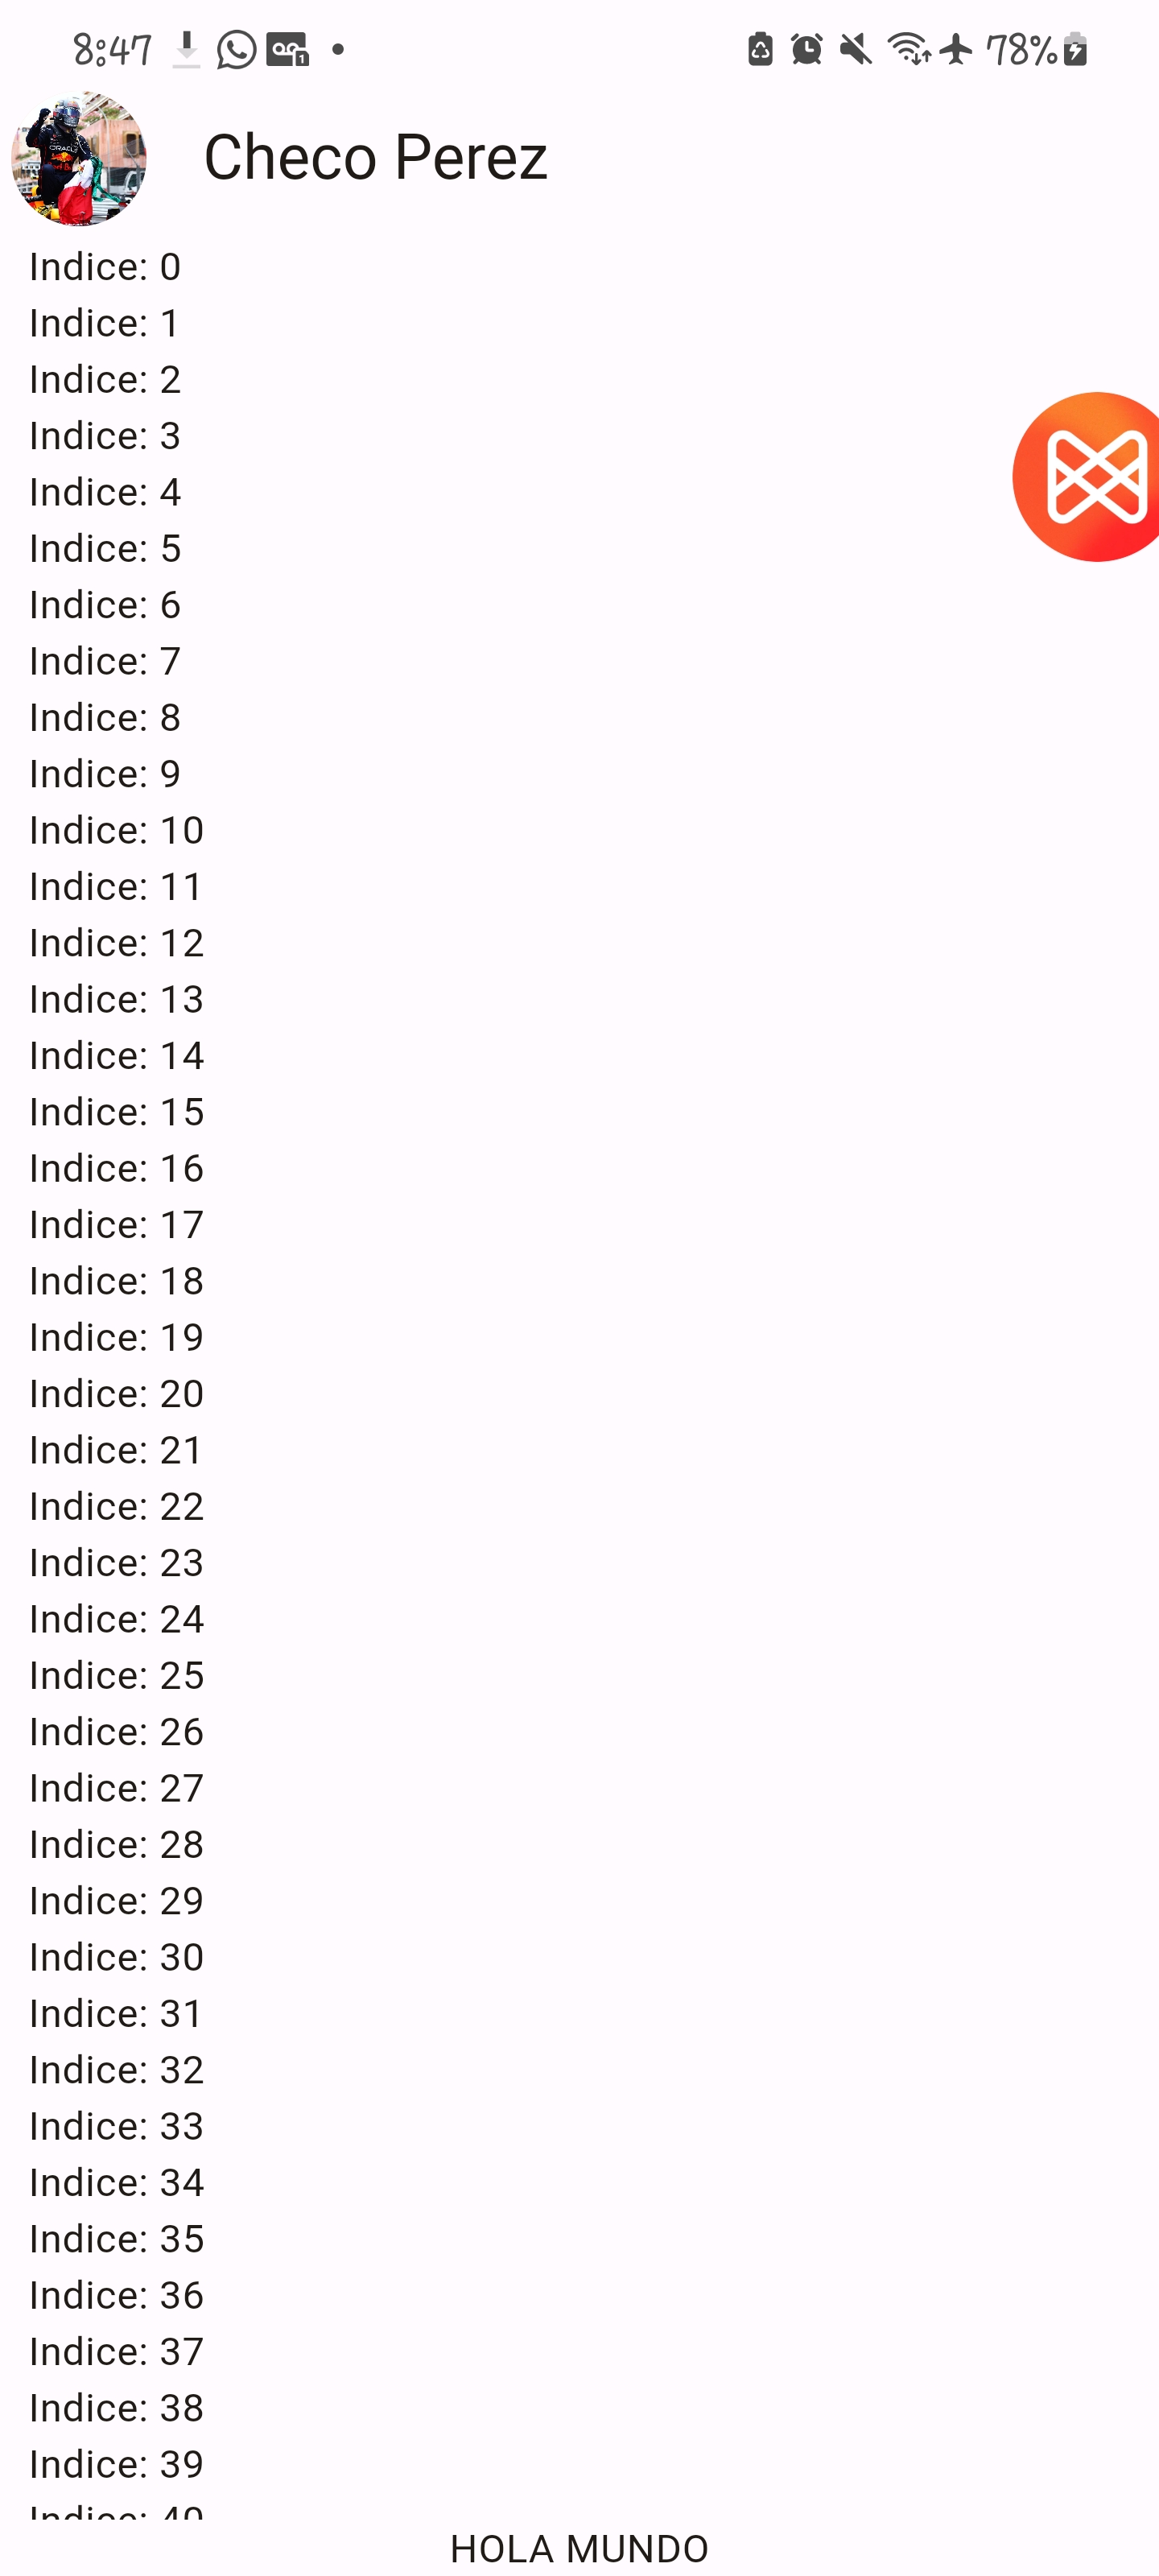 8:47 1 78%
ORACLE
Checo Perez
Indice: 0
Indice: 1
Indice: 2
Indice: 3
Indice: 4
Indice: 5
Indice: 6
Indice: 7
Indice: 8
Indice: 9
Indice: 10
Indice: 11
Indice: 12
Indice: 13
Indice: 14
Indice: 15
Indice: 16
Indice: 17
Indice: 18
Indice: 19
Indice: 20
Indice: 21
Indice: 22
Indice: 23
Indice: 24
Indice: 25
Indice: 26
Indice: 27
Indice: 28
Indice: 29
Indice: 30
Indice: 31
Indice: 32
Indice: 33
Indice: 34
Indice: 35
Indice: 36
Indice: 37
Indice: 38
Indice: 39
Indice: 40
HOLA MUNDO